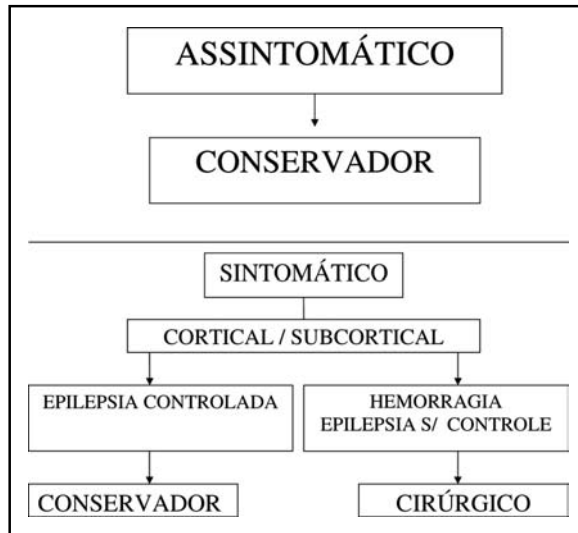 ASSINTOMÁTICO
CONSERVADOR
SINTOMÁTICO
CORTICAL / SUBCORTICAL
EPILEPSIA CONTROLADA
HEMORRAGIA
EPILEPSIA S/ CONTROLE
CONSERVADOR
CIRÚRGICO